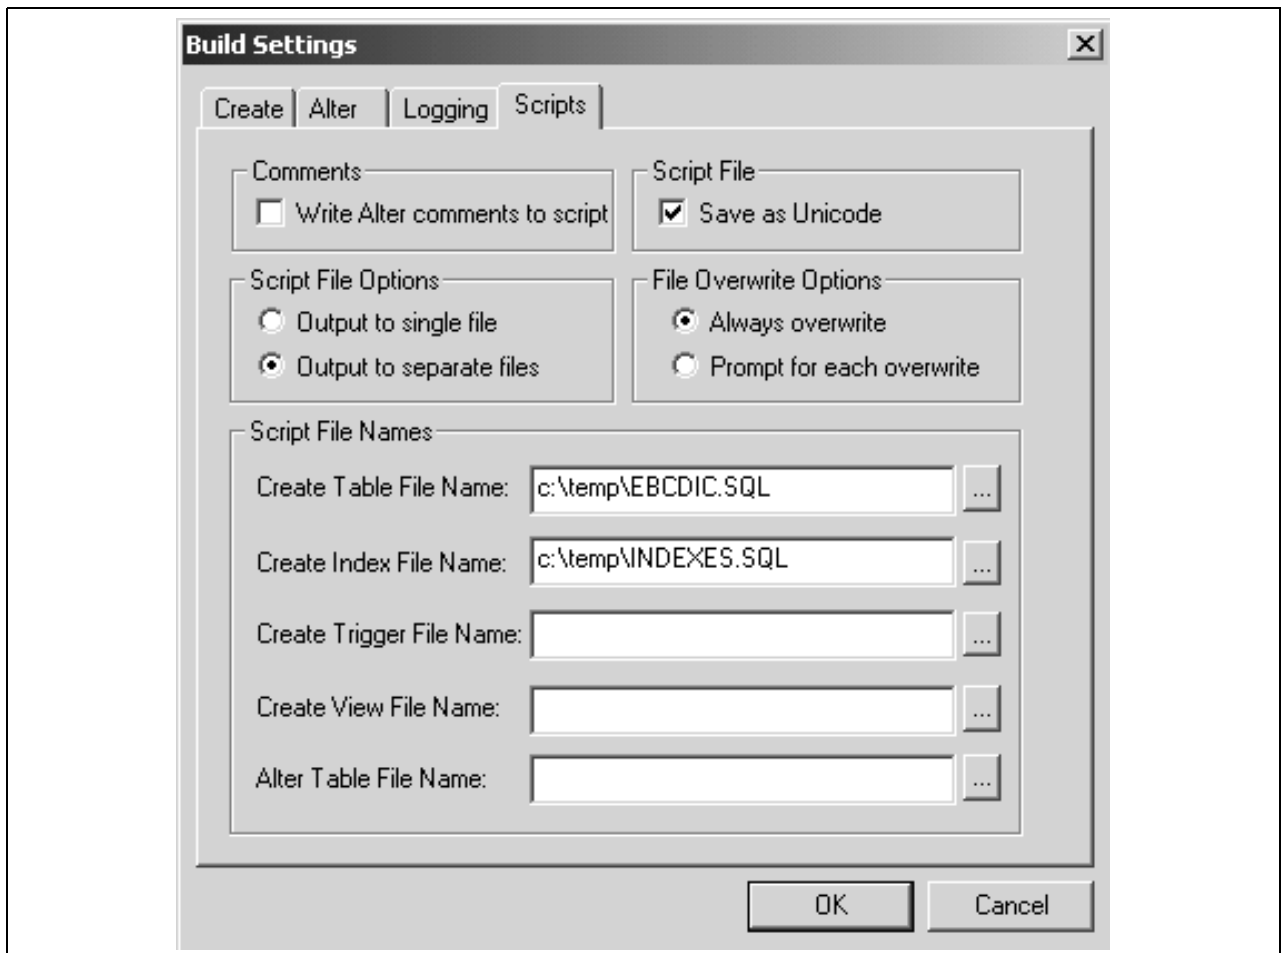 Build Settings
Create Alter Logging Scripts
Comments
Write Alter comments to script
Script File
Save as Unicode
Script File Options
Output to single file
Output to separate files
File Overwrite Options
Always overwrite
Prompt for each overwrite
Script File Names
Create Table File Name: c:\temp\EBCDIC.SQL ...
Create Index File Name: c:\temp\INDEXES.SQL ...
Create Trigger File Name: ...
Create View File Name: ...
Alter Table File Name: ...
OK Cancel